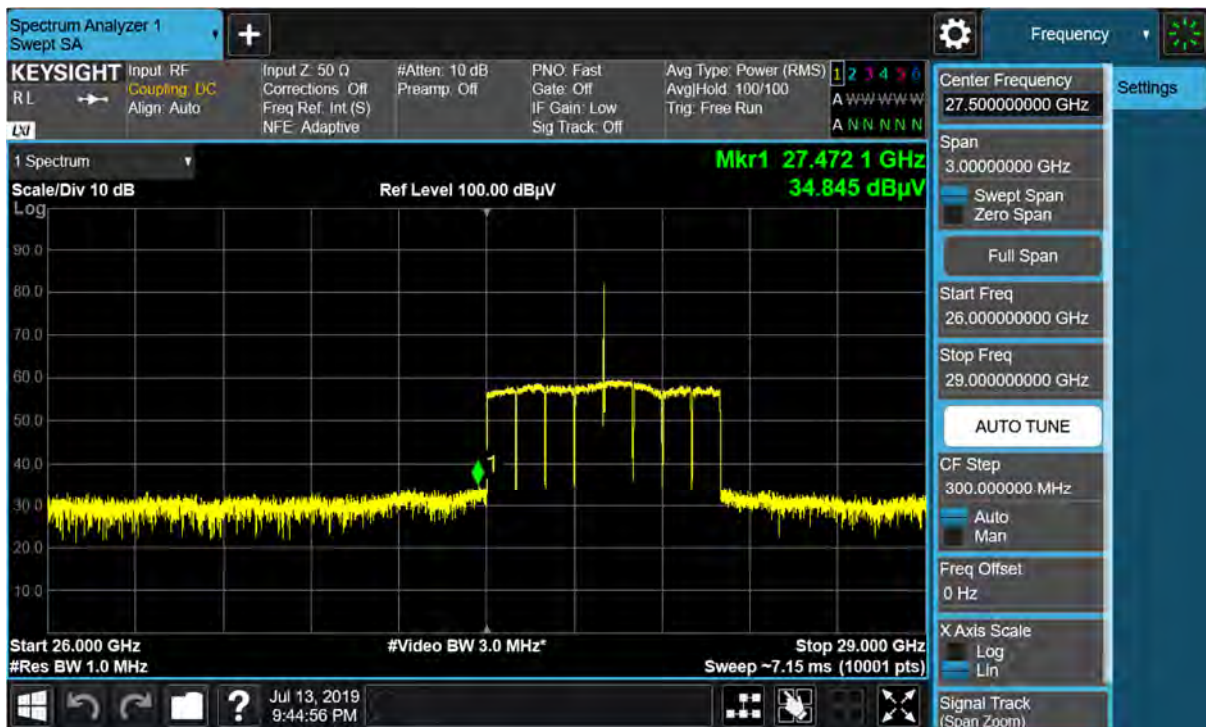 Spectrum Analyzer 1
Swept SA
Frequency
KEYSIGHT
RL
LXI
Input: RF
Coupling: DC
Align: Auto
Input Z: 50 Ω
Corrections: Off
Freq Ref: Int (S)
NFE: Adaptive
#Atten: 10 dB
Preamp: Off
PNO: Fast
Gate: Off
IF Gain: Low
Sig Track: Off
Avg Type: Power (RMS)
Avg|Hold: 100/100
Trig: Free Run
1 2 3 4 5 6
A W W W W W
A N N N N N
1 Spectrum
Mkr1 27.472 1 GHz
Scale/Div 10 dB
Ref Level 100.00 dBµV
34.845 dBµV
Log
90.0
80.0
70.0
60.0
50.0
40.0
30.0
20.0
10.0
1
Start 26.000 GHz
#Video BW 3.0 MHz*
Stop 29.000 GHz
#Res BW 1.0 MHz
Sweep ~7.15 ms (10001 pts)
?
Jul 13, 2019
9:44:56 PM
Center Frequency
27.500000000 GHz
Settings
Span
3.00000000 GHz
Swept Span
Zero Span
Full Span
Start Freq
26.000000000 GHz
Stop Freq
29.000000000 GHz
AUTO TUNE
CF Step
300.000000 MHz
Auto
Man
Freq Offset
0 Hz
X Axis Scale
Log
Lin
Signal Track
(Span Zoom)